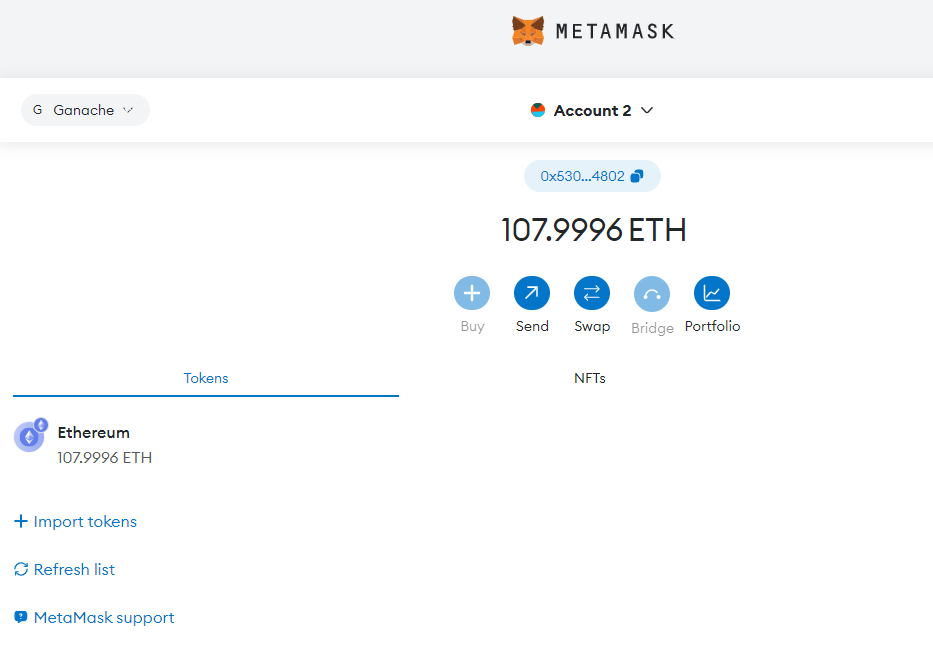 METAMASK
G Ganache
Account 2
0x530...4802
107.9996 ETH
Buy
Send
Swap
Bridge
Portfolio
Tokens
NFTs
Ethereum
107.9996 ETH
Import tokens
Refresh list
MetaMask support